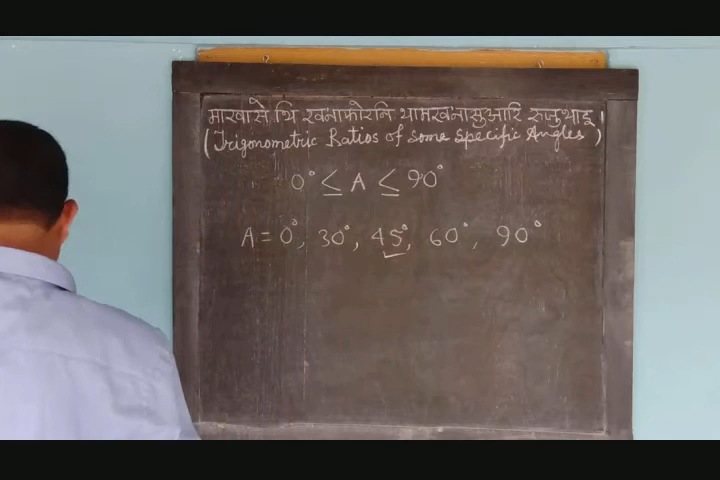 माखासे थि खनाफोरनि थामखनासुआरि रुजुथाइ।
(Trigonometric Ratios of Some Specific Angles)
0° ≤ A ≤ 90°
A = 0°, 30°, 45°, 60°, 90°